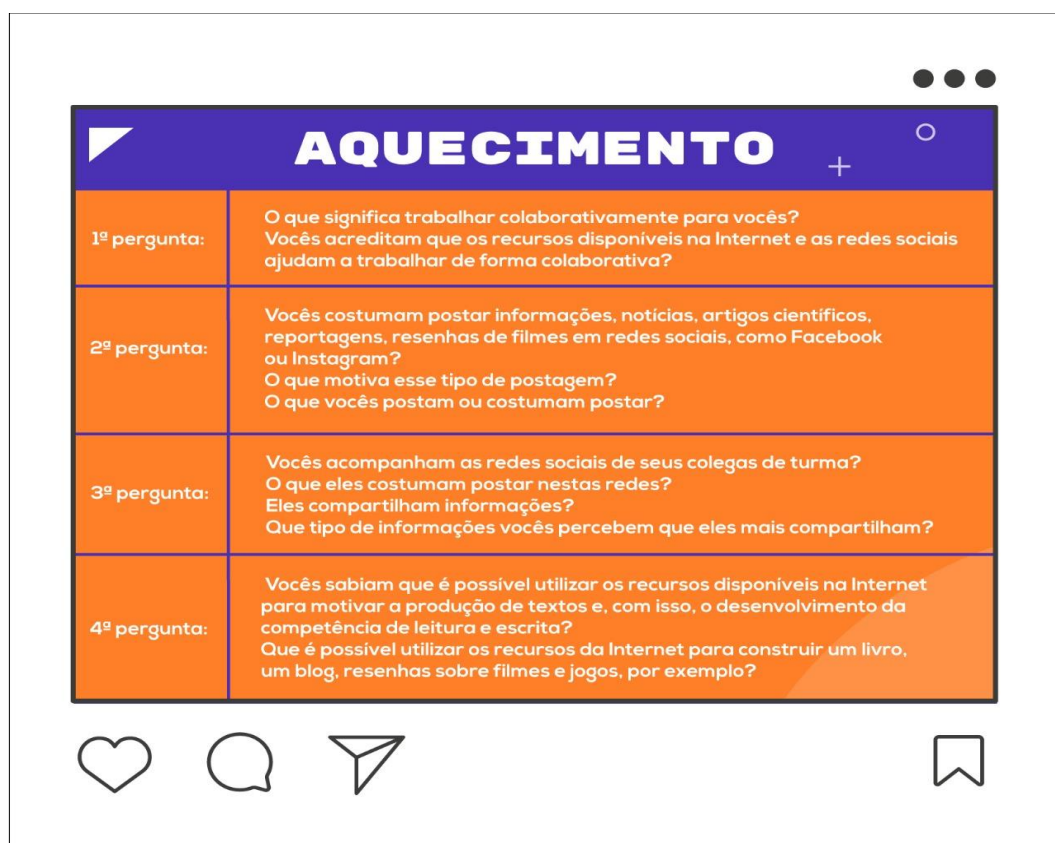 AQUECIMENTO
1ª pergunta:
O que significa trabalhar colaborativamente para vocês?
Vocês acreditam que os recursos disponíveis na Internet e as redes sociais
ajudam a trabalhar de forma colaborativa?
2ª pergunta:
Vocês costumam postar informações, notícias, artigos científicos,
reportagens, resenhas de filmes em redes sociais, como Facebook
ou Instagram?
O que motiva esse tipo de postagem?
O que vocês postam ou costumam postar?
3ª pergunta:
Vocês acompanham as redes sociais de seus colegas de turma?
O que eles costumam postar nestas redes?
Eles compartilham informações?
Que tipo de informações vocês percebem que eles mais compartilham?
4ª pergunta:
Vocês sabiam que é possível utilizar os recursos disponíveis na Internet
para motivar a produção de textos e, com isso, o desenvolvimento da
competência de leitura e escrita?
Que é possível utilizar os recursos da Internet para construir um livro,
um blog, resenhas sobre filmes e jogos, por exemplo?